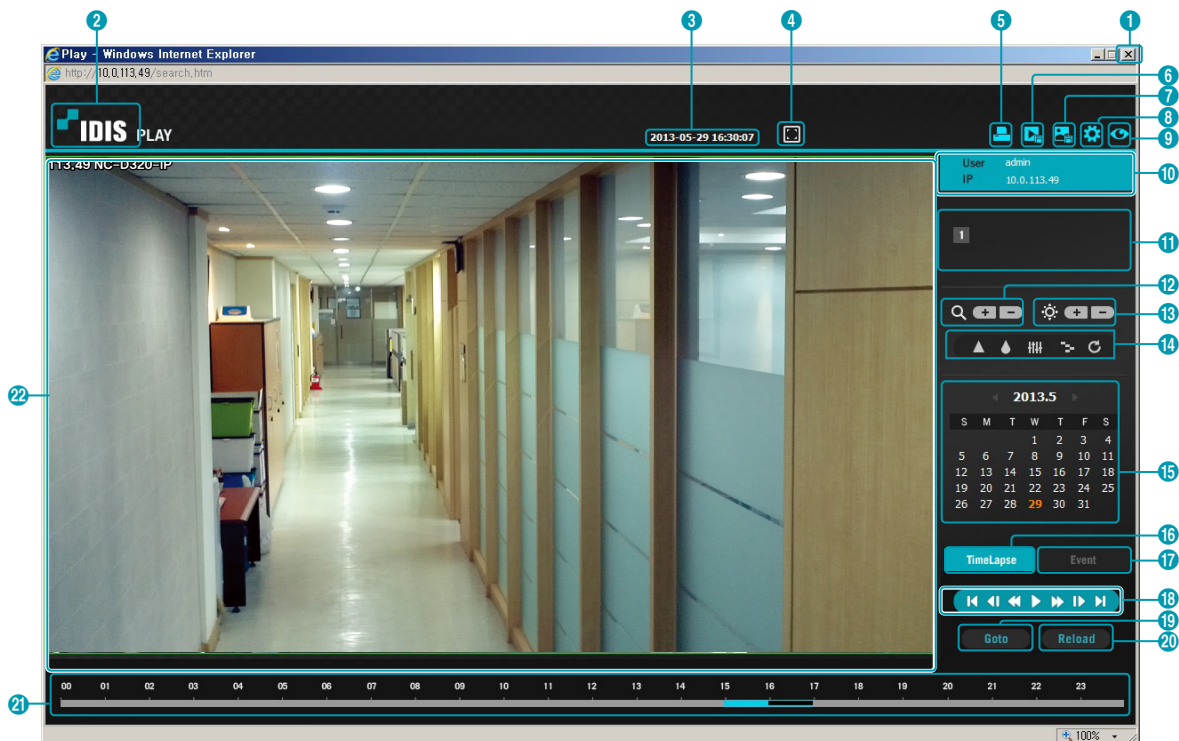 2 3 4 5 1
Play - Windows Internet Explorer
http://10,0,113,49/search,htm
6
7
8
9
IDIS PLAY
2013-05-29 16:30:07
113,49 NC-D320-IP
User admin
IP 10.0.113.49
10
1
11
12
13
14
22
2013.5
S M T W T F S
1 2 3 4
5 6 7 8 9 10 11
12 13 14 15 16 17 18
19 20 21 22 23 24 25
26 27 28 29 30 31
15
16
TimeLapse Event
17
18
19
Goto Reload
20
00 01 02 03 04 05 06 07 08 09 10 11 12 13 14 15 16 17 18 19 20 21 22 23
21
100%